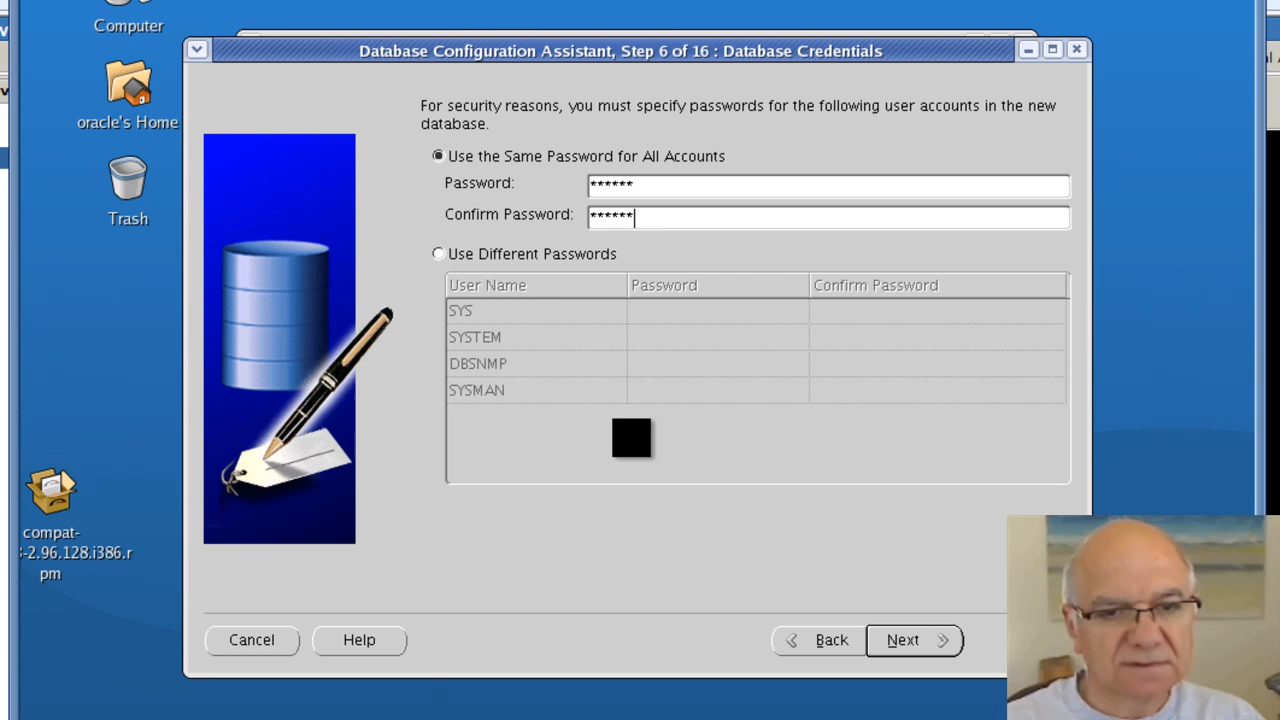 Computer
oracle's Home
Trash
compat-
-2.96.128.i386.r
pm
Database Configuration Assistant, Step 6 of 16 : Database Credentials
For security reasons, you must specify passwords for the following user accounts in the new
database.
Use the Same Password for All Accounts
Password: ******
Confirm Password: ******
Use Different Passwords
User Name Password Confirm Password
SYS
SYSTEM
DBSNMP
SYSMAN
Cancel Help Back Next